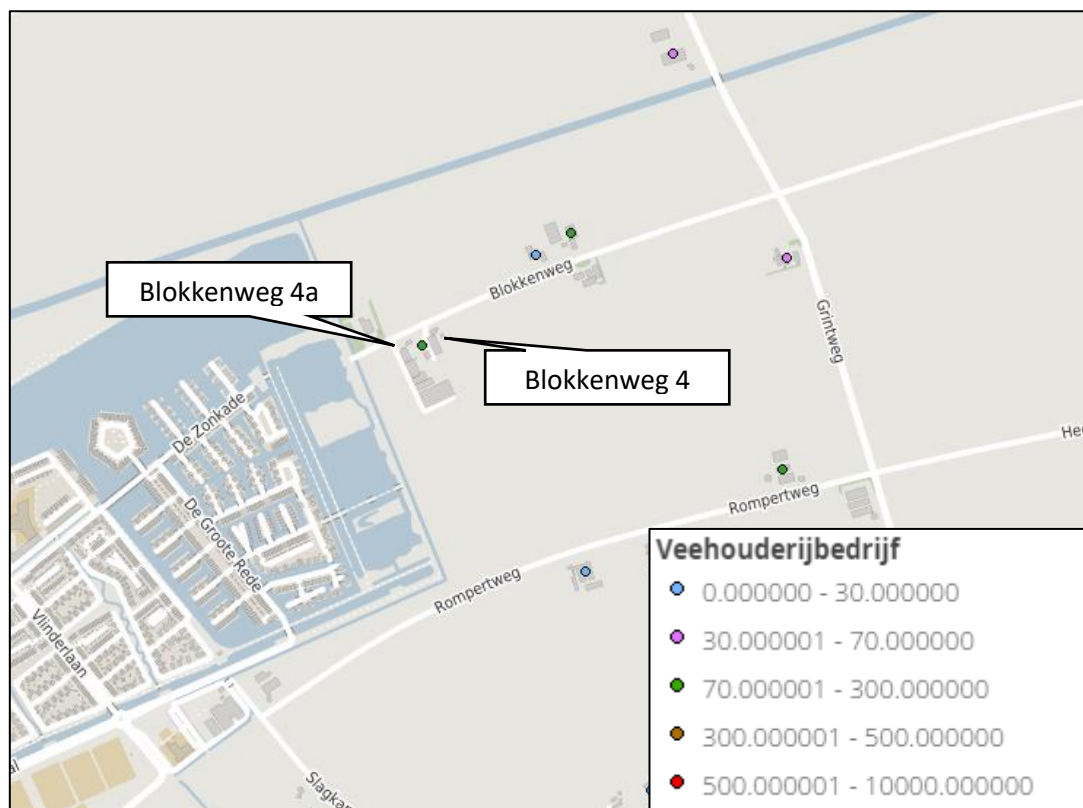 Blokkenweg 4a
Blokkenweg
Blokkenweg 4
Grintweg
De Zonkade
De Groote Rede
Rompertweg
Rompertweg
Vlinderlaan
Veehouderijbedrijf
0.000000 - 30.000000
30.000001 - 70.000000
70.000001 - 300.000000
300.000001 - 500.000000
500.000001 - 10000.000000